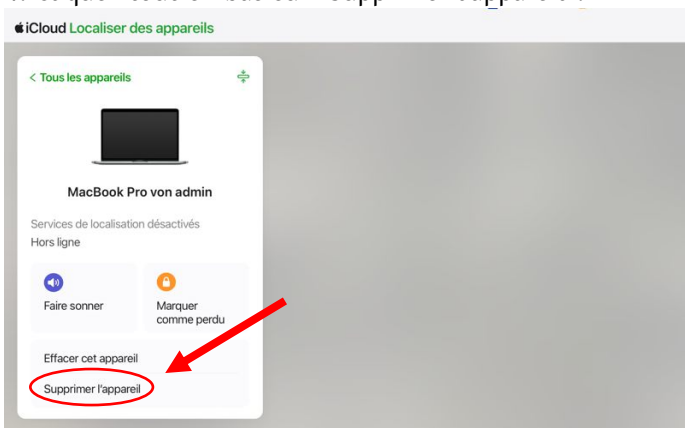 iCloud Localiser des appareils
< Tous les appareils
MacBook Pro von admin
Services de localisation désactivés
Hors ligne
Faire sonner
Marquer
comme perdu
Effacer cet appareil
Supprimer l'appareil